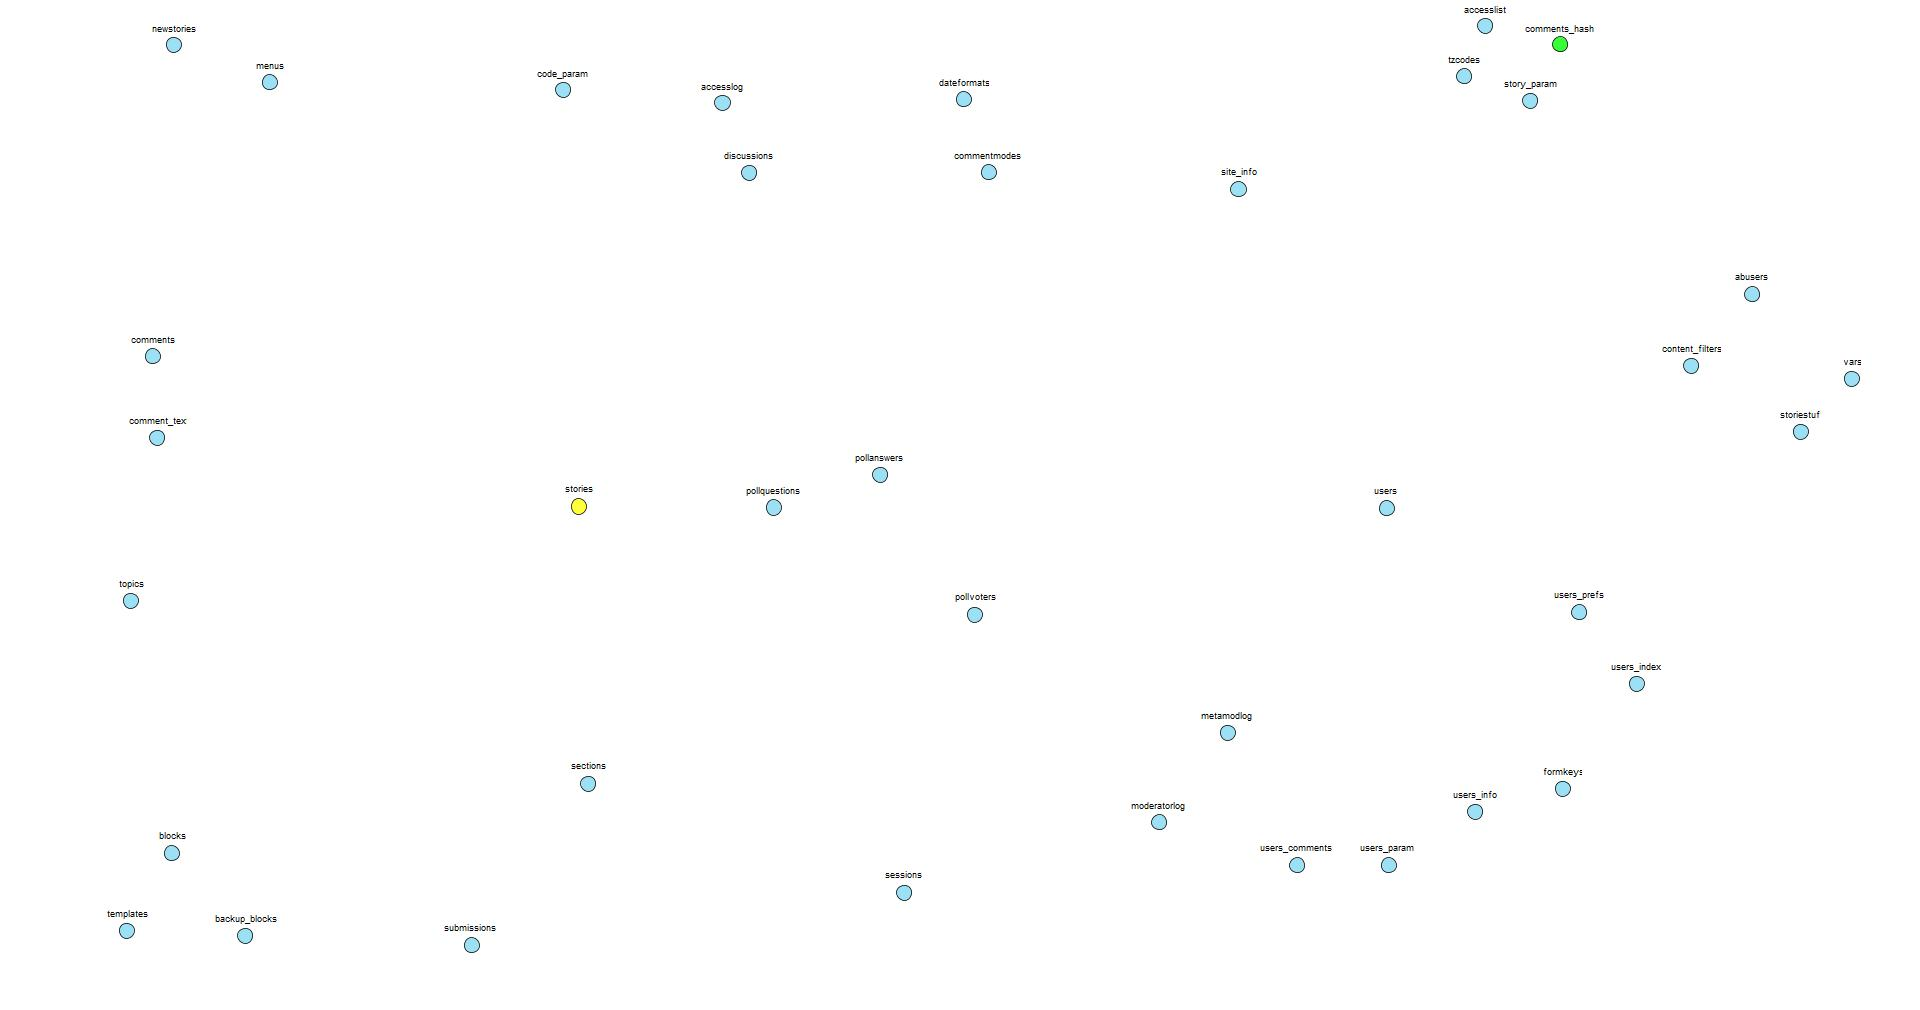 accesslist
newstories
comments_hash
tzcodes
menus
code_param
dateformats
story_param
accesslog
discussions
commentmodes
site_info
abusers
comments
content_filters
vars
storiestuf
comment_tex
pollanswers
stories
pollquestions
users
topics
users_prefs
pollvoters
users_index
metamodlog
sections
formkeys
users_info
moderatorlog
blocks
users_comments
users_param
sessions
templates
backup_blocks
submissions